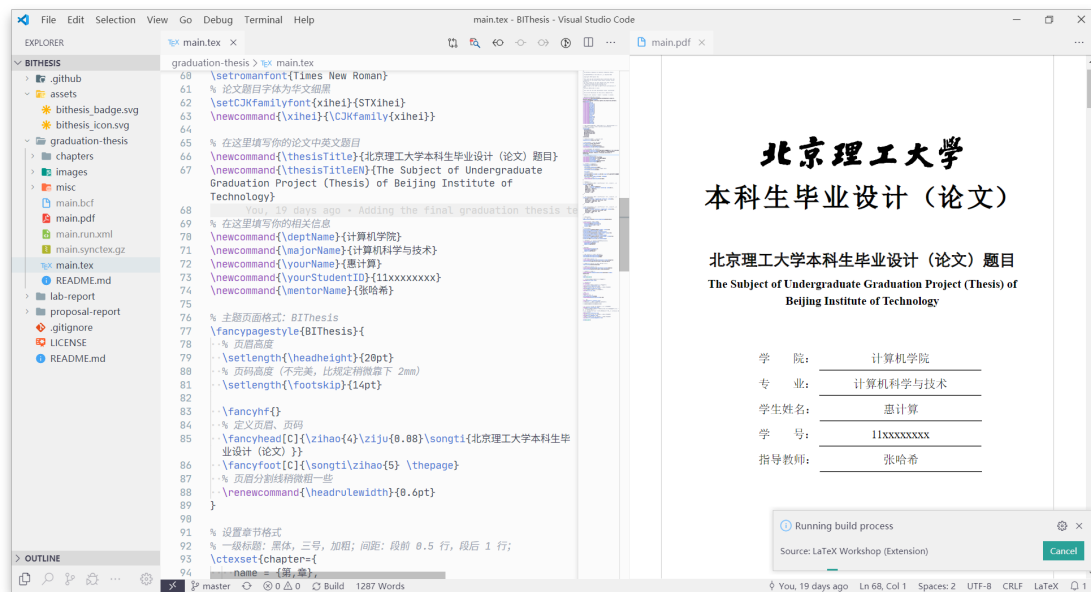 File Edit Selection View Go Debug Terminal Help
main.tex - BIThesis - Visual Studio Code
EXPLORER
BITHESIS
.github
assets
bithesis_badge.svg
bithesis_icon.svg
graduation-thesis
chapters
images
misc
main.bcf
main.pdf
main.run.xml
main.synctex.gz
main.tex
README.md
lab-report
proposal-report
.gitignore
LICENSE
README.md
OUTLINE
main.tex
graduation-thesis > main.tex
60 \setromanfont{Times New Roman}
61 % 论文题目字体为华文细黑
62 \setCJKfamilyfont{xihei}{STXihei}
63 \newcommand{\xihei}{\CJKfamily{xihei}}
64
65 % 在这里填写你的论文中英文题目
66 \newcommand{\thesisTitle}{北京理工大学本科生毕业设计（论文）题目}
67 \newcommand{\thesisTitleEN}{The Subject of Undergraduate
Graduation Project (Thesis) of Beijing Institute of
Technology}
68 You, 19 days ago • Adding the final graduation thesis te
69 % 在这里填写你的相关信息
70 \newcommand{\deptName}{计算机学院}
71 \newcommand{\majorName}{计算机科学与技术}
72 \newcommand{\yourName}{惠计算}
73 \newcommand{\yourStudentID}{11xxxxxxxx}
74 \newcommand{\mentorName}{张哈希}
75
76 % 主题页面格式：BIThesis
77 \fancypagestyle{BIThesis}{
78 % 页眉高度
79 \setlength{\headheight}{20pt}
80 % 页码高度（不完美，比规定稍微靠下 2mm）
81 \setlength{\footskip}{14pt}
82
83 \fancyhf{}
84 % 定义页眉、页码
85 \fancyhead[C]{\zihao{4}\ziju{0.08}\songti{北京理工大学本科生毕
业设计（论文）}}
86 \fancyfoot[C]{\songti\zihao{5} \thepage}
87 % 页眉分割线稍微粗一些
88 \renewcommand{\headrulewidth}{0.6pt}
89 }
90
91 % 设置章节格式
92 % 一级标题：黑体，三号，加粗；间距：段前 0.5 行，段后 1 行；
93 \ctexset{chapter={
94 name = {第,章},
main.pdf
北京理工大學
本科生毕业设计（论文）
北京理工大学本科生毕业设计（论文）题目
The Subject of Undergraduate Graduation Project (Thesis) of
Beijing Institute of Technology
学 院： 计算机学院
专 业： 计算机科学与技术
学生姓名： 惠计算
学 号： 11xxxxxxxx
指导教师： 张哈希
Running build process
Source: LaTeX Workshop (Extension)
Cancel
master 0 0 Build 1287 Words
You, 19 days ago Ln 68, Col 1 Spaces: 2 UTF-8 CRLF LaTeX 1